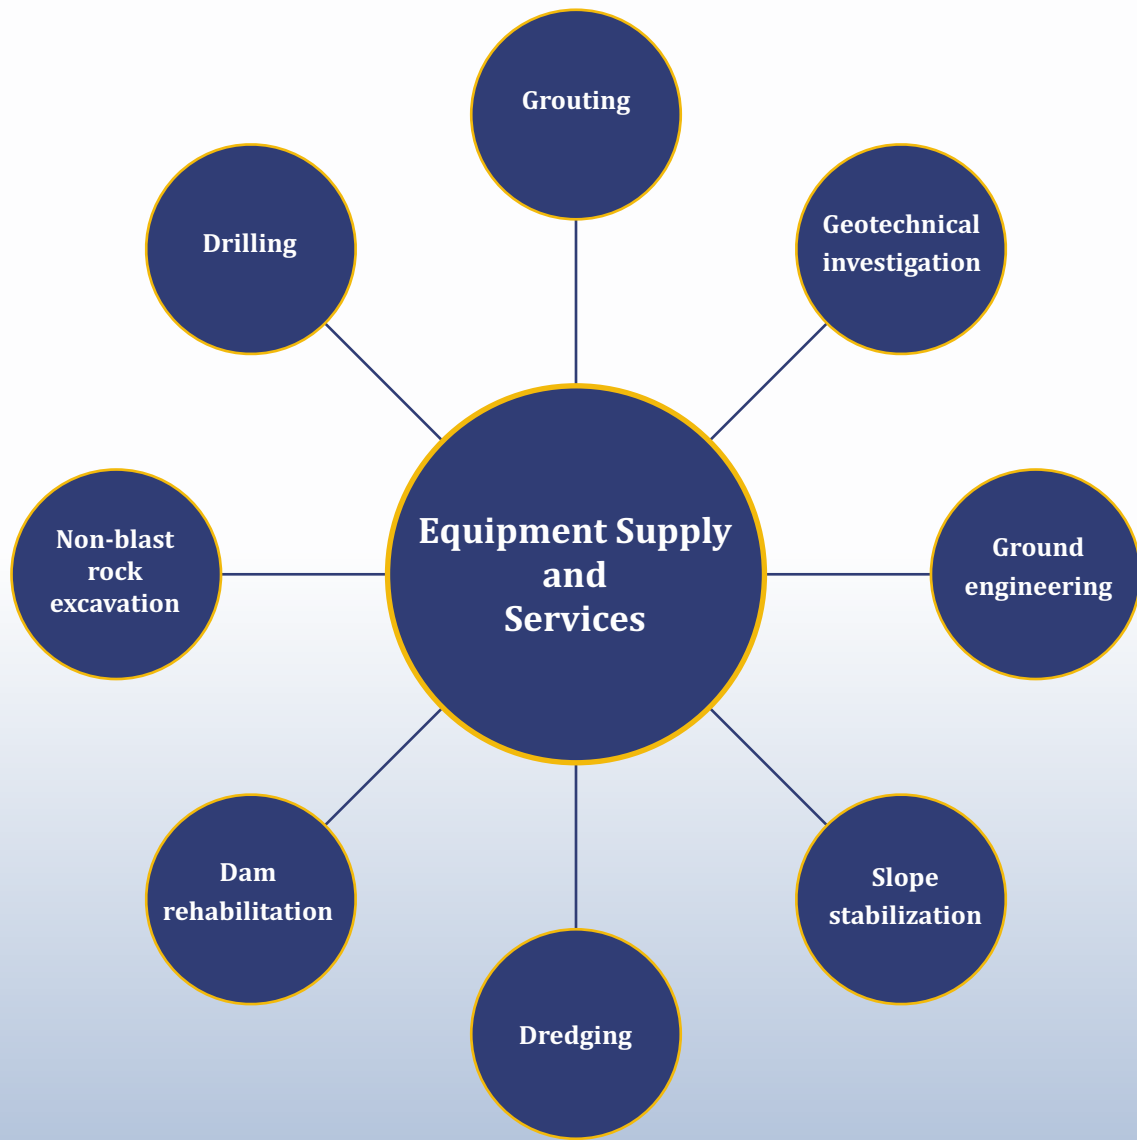 Grouting
Drilling
Geotechnical
investigation
Non-blast
rock
excavation
Equipment Supply
and
Services
Ground
engineering
Dam
rehabilitation
Slope
stabilization
Dredging